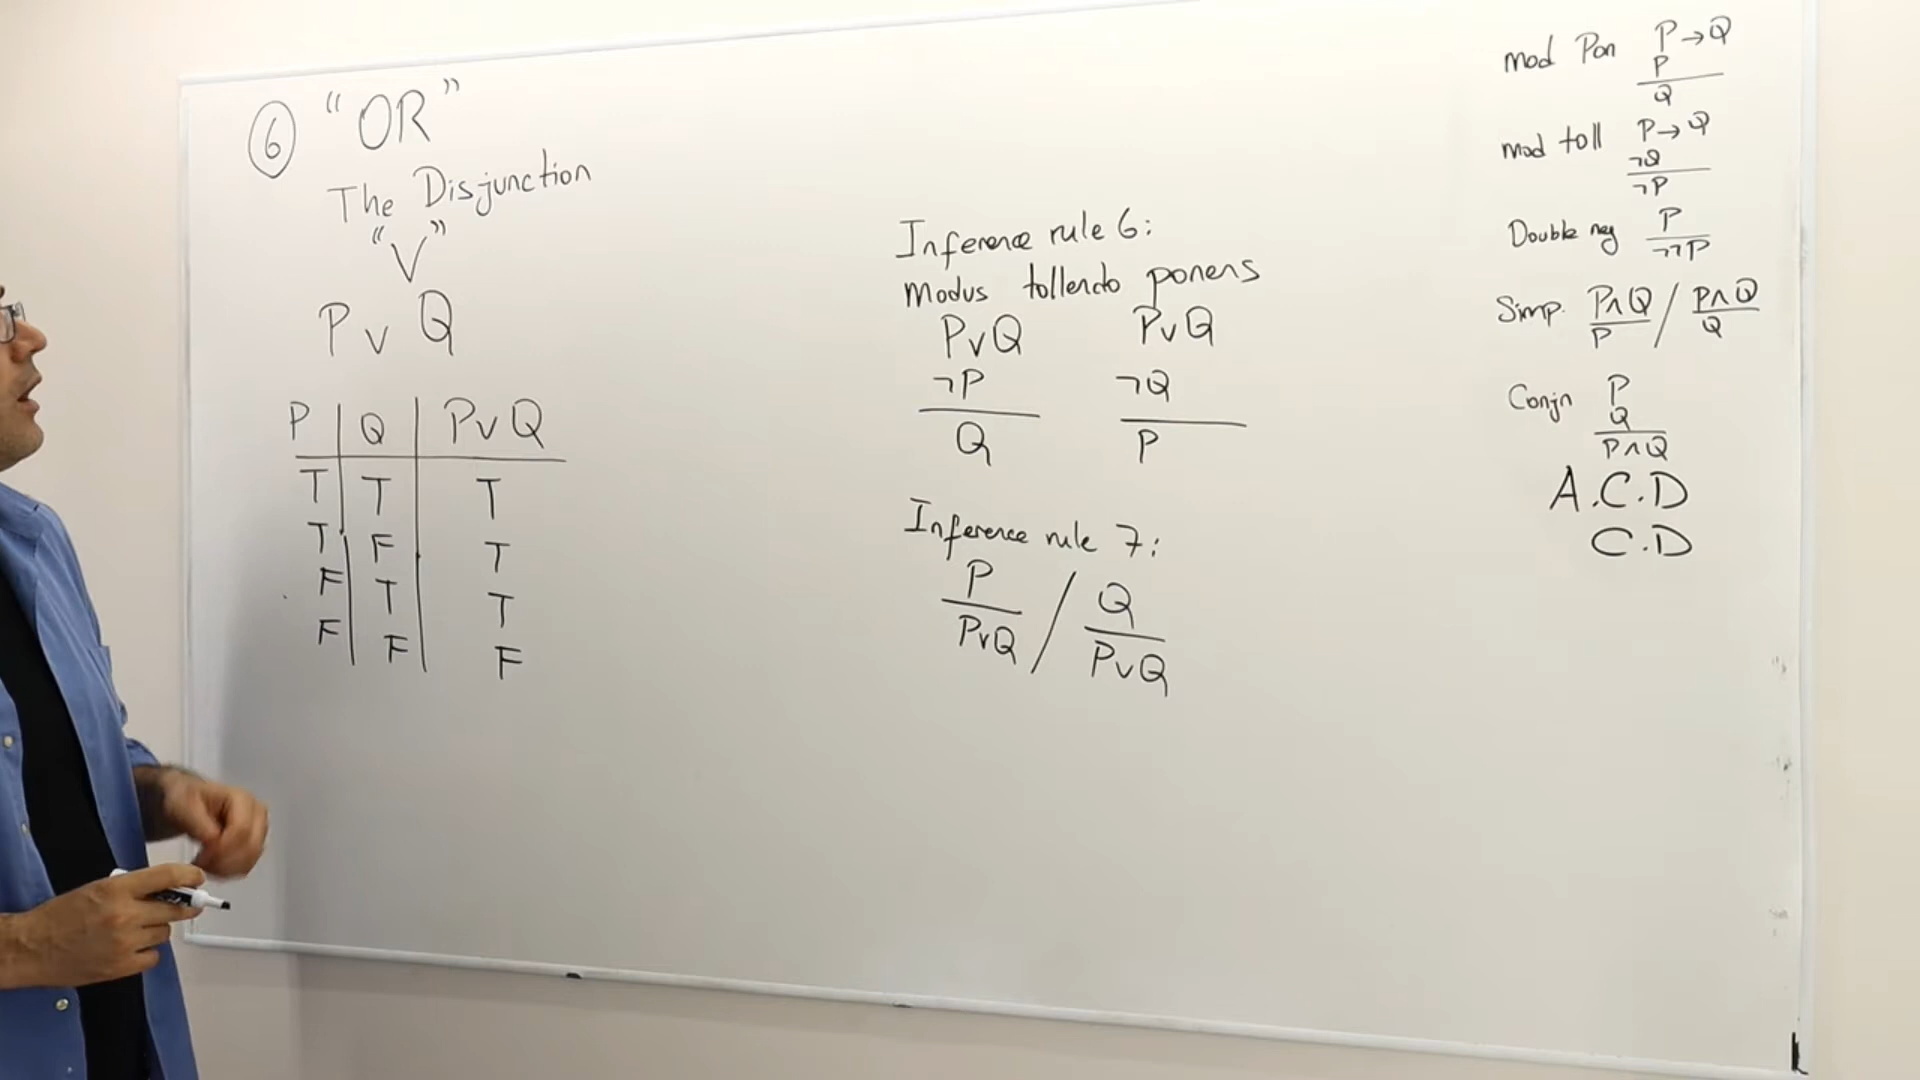 ⑥ "OR"
The Disjunction
"V"
P ∨ Q
P | Q | P∨Q
T | T | T
T | F | T
F | T | T
F | F | F
Inference rule 6:
Modus tollendo ponens
P∨Q P∨Q
¬P ¬Q
Q P
Inference rule 7:
P / Q
P∨Q P∨Q
mod Pon P→Q
P
Q
mod toll P→Q
¬Q
¬P
Double neg P
¬¬P
Simp. P∧Q / P∧Q
P Q
Conjn P
Q
P∧Q
A.C.D
C.D